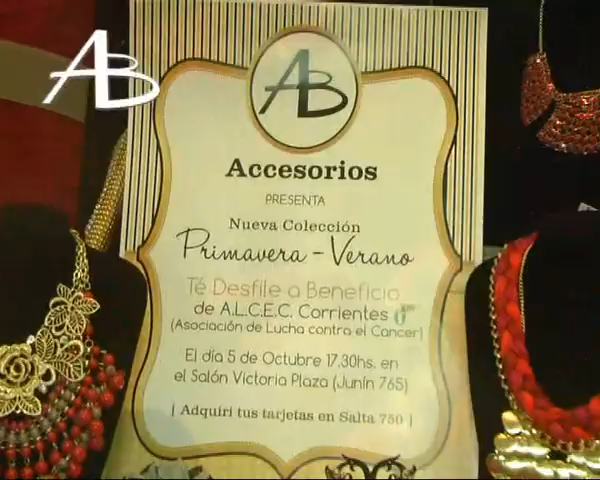 AB
AB
Accesorios
PRESENTA
Nueva Colección
Primavera - Verano
Té Desfile a Beneficio
de A.L.C.E.C. Corrientes
(Asociación de Lucha contra el Cancer)
El día 5 de Octubre 17,30hs. en
el Salón Victoria Plaza (Junín 765)
| Adquirí tus tarjetas en Salta 750 |